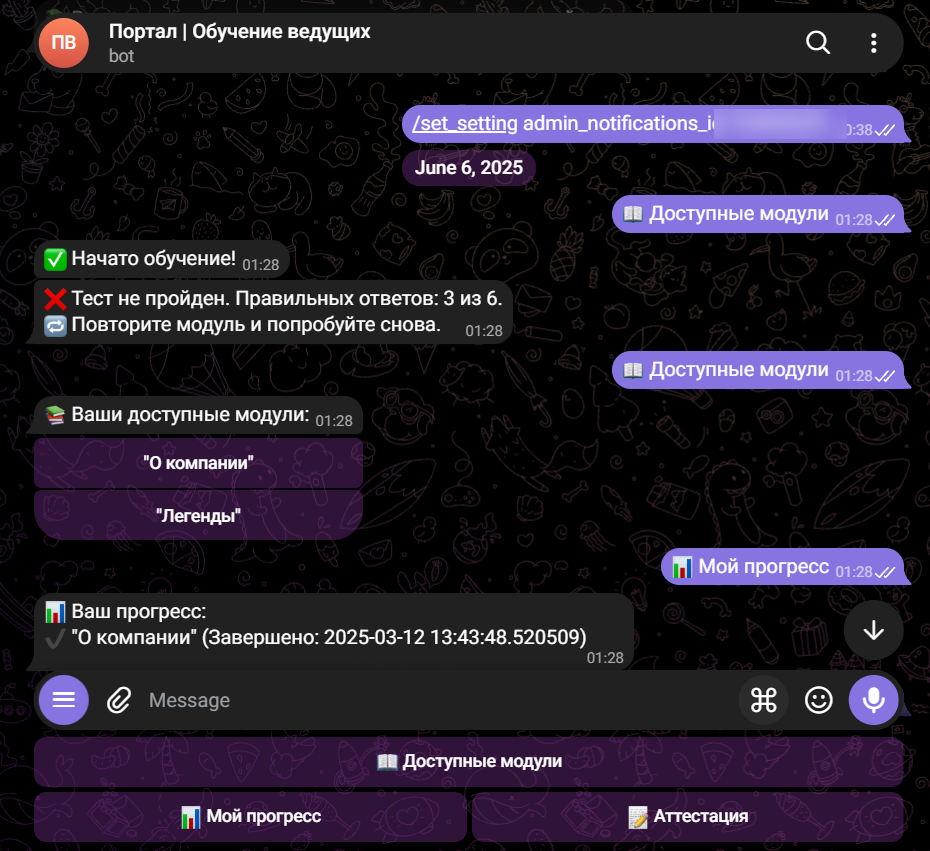 ПВ
Портал | Обучение ведущих
bot
/set_setting admin_notifications_
June 6, 2025
📖 Доступные модули 01:28
✅ Начато обучение! 01:28
❌ Тест не пройден. Правильных ответов: 3 из 6.
🔁 Повторите модуль и попробуйте снова. 01:28
📖 Доступные модули 01:28
📚 Ваши доступные модули: 01:28
"О компании"
"Легенды"
📊 Мой прогресс 01:28
📊 Ваш прогресс:
✔️ "О компании" (Завершено: 2025-03-12 13:43:48.520509)
01:28
Message
📖 Доступные модули
📊 Мой прогресс
📝 Аттестация